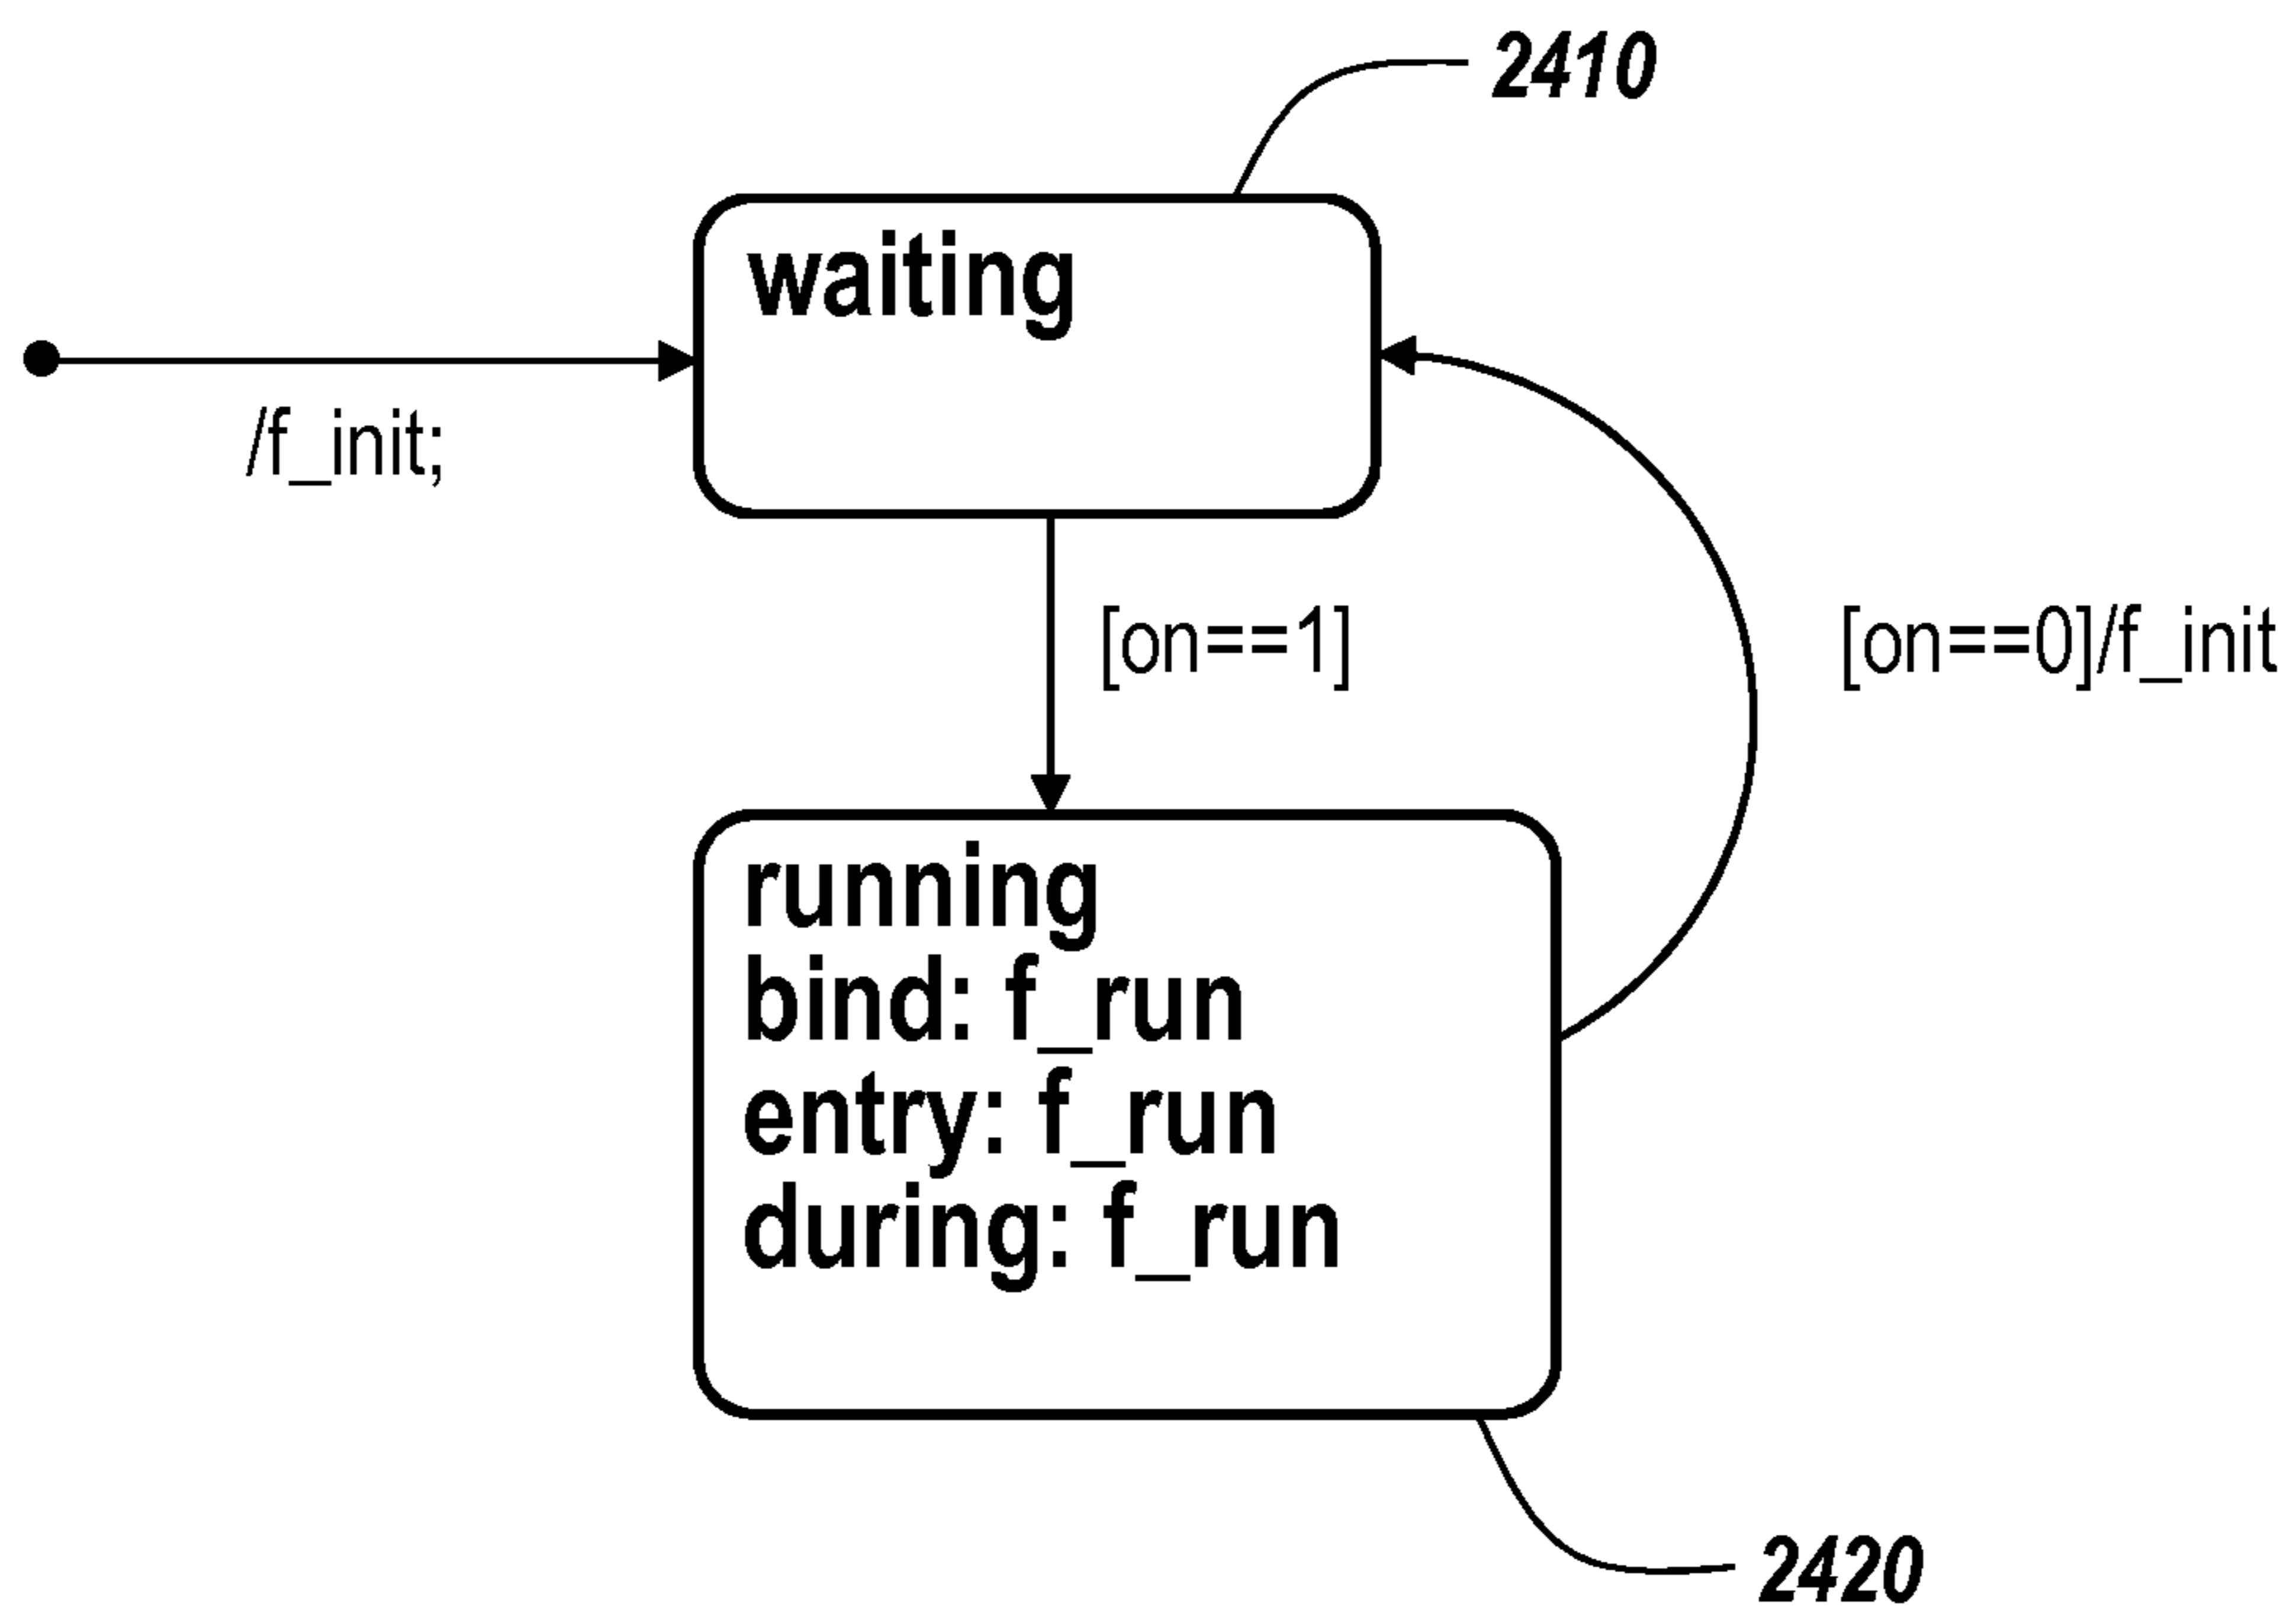 2410
waiting
/f_init;
[on==1]
[on==0]/f_init
running
bind: f_run
entry: f_run
during: f_run
2420